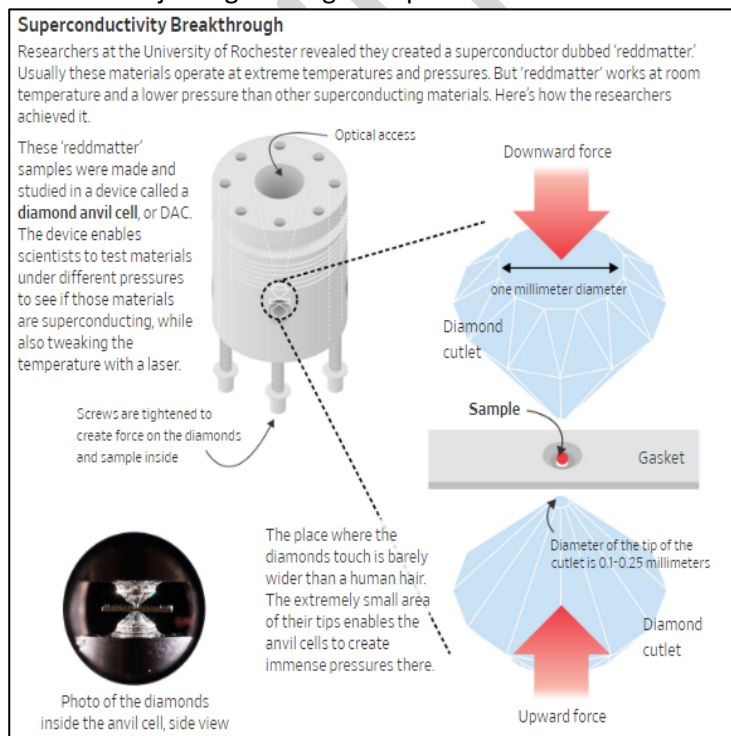 Superconductivity Breakthrough
Researchers at the University of Rochester revealed they created a superconductor dubbed ‘reddmatter.’
Usually these materials operate at extreme temperatures and pressures. But ‘reddmatter’ works at room
temperature and a lower pressure than other superconducting materials. Here’s how the researchers
achieved it.
These ‘reddmatter’
samples were made and
studied in a device called a
diamond anvil cell, or DAC.
The device enables
scientists to test materials
under different pressures
to see if those materials
are superconducting, while
also tweaking the
temperature with a laser.
Optical access
Screws are tightened to
create force on the diamonds
and sample inside
Downward force
one millimeter diameter
Diamond
cutlet
Sample
Gasket
Diameter of the tip of the
cutlet is 0.1-0.25 millimeters
Diamond
cutlet
Upward force
The place where the
diamonds touch is barely
wider than a human hair.
The extremely small area
of their tips enables the
anvil cells to create
immense pressures there.
Photo of the diamonds
inside the anvil cell, side view